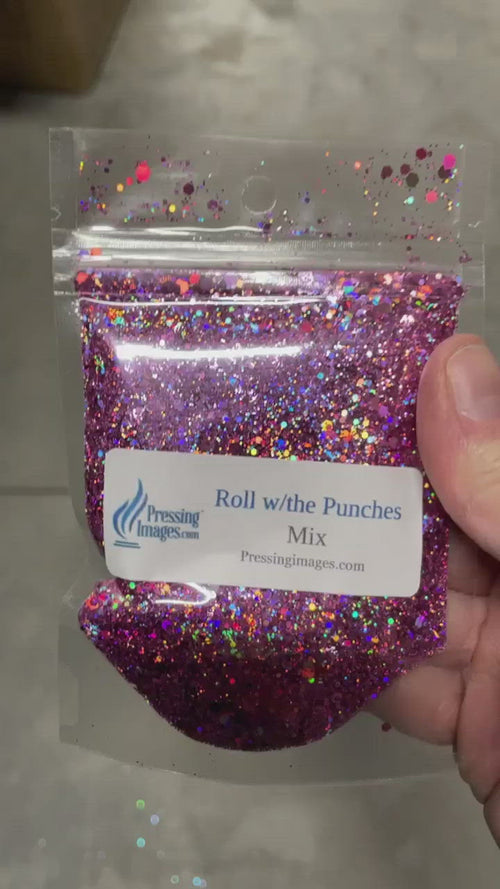 Pressing
Images.com
Roll w/the Punches
Mix
Pressingimages.com